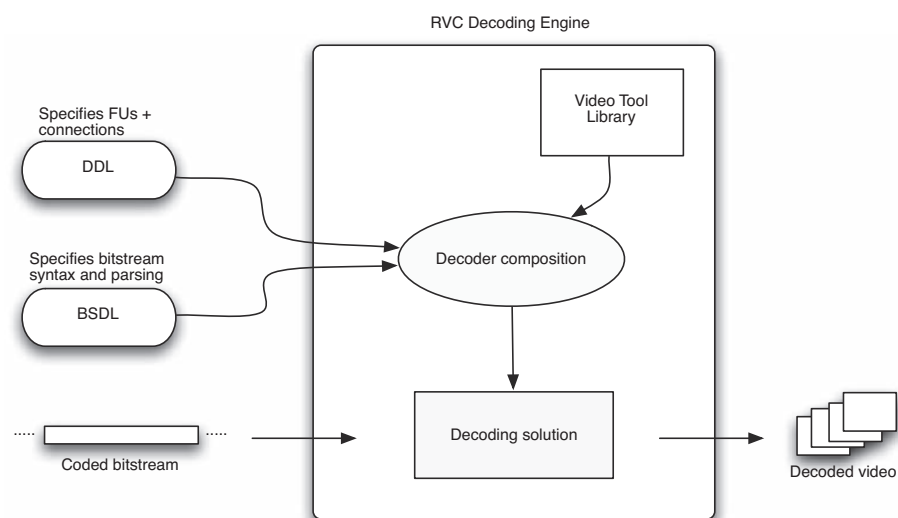 RVC Decoding Engine
Video Tool
Library
Specifies FUs +
connections
DDL
Decoder composition
Specifies bitstream
syntax and parsing
BSDL
Decoding solution
..... .....
Coded bitstream
Decoded video